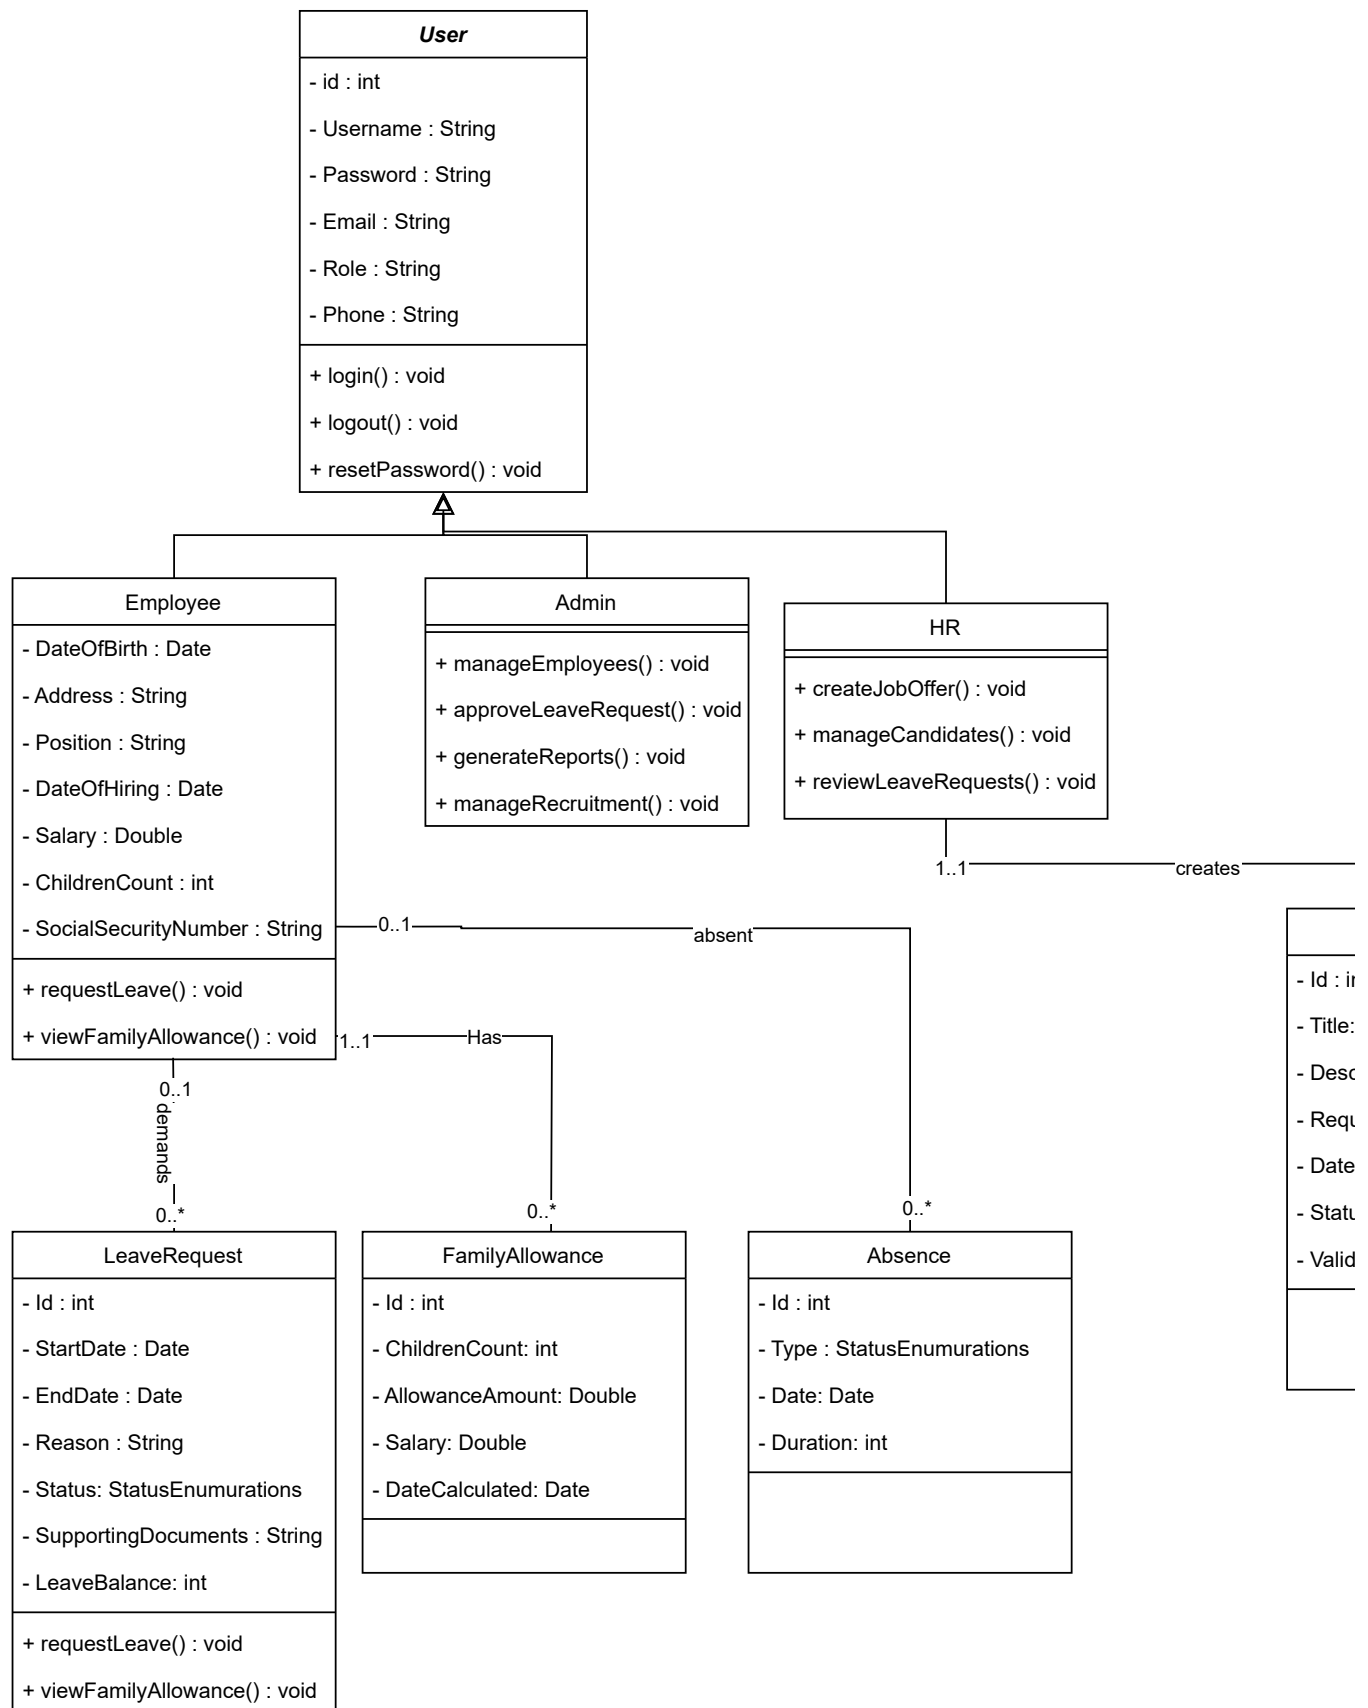 User
- id : int
- Username : String
- Password : String
- Email : String
- Role : String
- Phone : String
+ login() : void
+ logout() : void
+ resetPassword() : void
Employee
- DateOfBirth : Date
- Address : String
- Position : String
- DateOfHiring : Date
- Salary : Double
- ChildrenCount : int
- SocialSecurityNumber : String
+ requestLeave() : void
+ viewFamilyAllowance() : void
Admin
+ manageEmployees() : void
+ approveLeaveRequest() : void
+ generateReports() : void
+ manageRecruitment() : void
HR
+ createJobOffer() : void
+ manageCandidates() : void
+ reviewLeaveRequests() : void
1..1
creates
0..1
absent
1..1
Has
0..1
demands
0..*
0..*
0..*
- Id : 
- Title:
- Date
LeaveRequest
- Id : int
- StartDate : Date
- EndDate : Date
- Reason : String
- Status: StatusEnumurations
- SupportingDocuments : String
- LeaveBalance: int
+ requestLeave() : void
+ viewFamilyAllowance() : void
FamilyAllowance
- Id : int
- ChildrenCount: int
- AllowanceAmount: Double
- Salary: Double
- DateCalculated: Date
Absence
- Id : int
- Type : StatusEnumurations
- Date: Date
- Duration: int